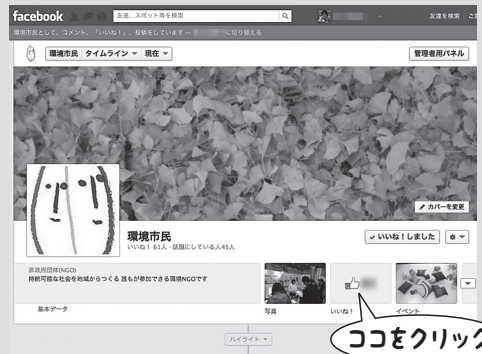 facebook 友達、スポット等を検索 友達を検索
環境市民として、コメント、「いいね！」、投稿をしています — に切り替える
環境市民 タイムライン 現在 管理者用パネル
カバーを変更
環境市民 いいね！しました
いいね！ 61人・話題にしている人45人
非政府団体(NGO)
持続可能な社会を地域からつくる 誰もが参加できる環境NGOです
基本データ 写真 いいね！ イベント
ハイライト
ココをクリック